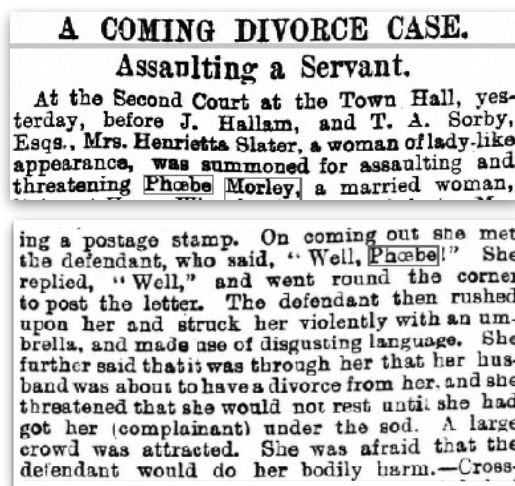 A COMING DIVORCE CASE.
Assaulting a Servant.
At the Second Court at the Town Hall, yes-
terday, before J. Hallam, and T. A. Sorby,
Esqs., Mrs. Henrietta Slater, a woman of lady-like
appearance, was summoned for assaulting and
threatening Phœbe Morley, a married woman,
ing a postage stamp. On coming out she met
the defendant, who said, "Well, Phœbe!" She
replied, "Well," and went round the corner
to post the letter. The defendant then rushed
upon her and struck her violently with an um-
brella, and made use of disgusting language. She
further said that it was through her that her hus-
band was about to have a divorce from her, and she
threatened that she would not rest until she had
got her (complainant) under the sod. A large
crowd was attracted. She was afraid that the
defendant would do her bodily harm.—Cross-